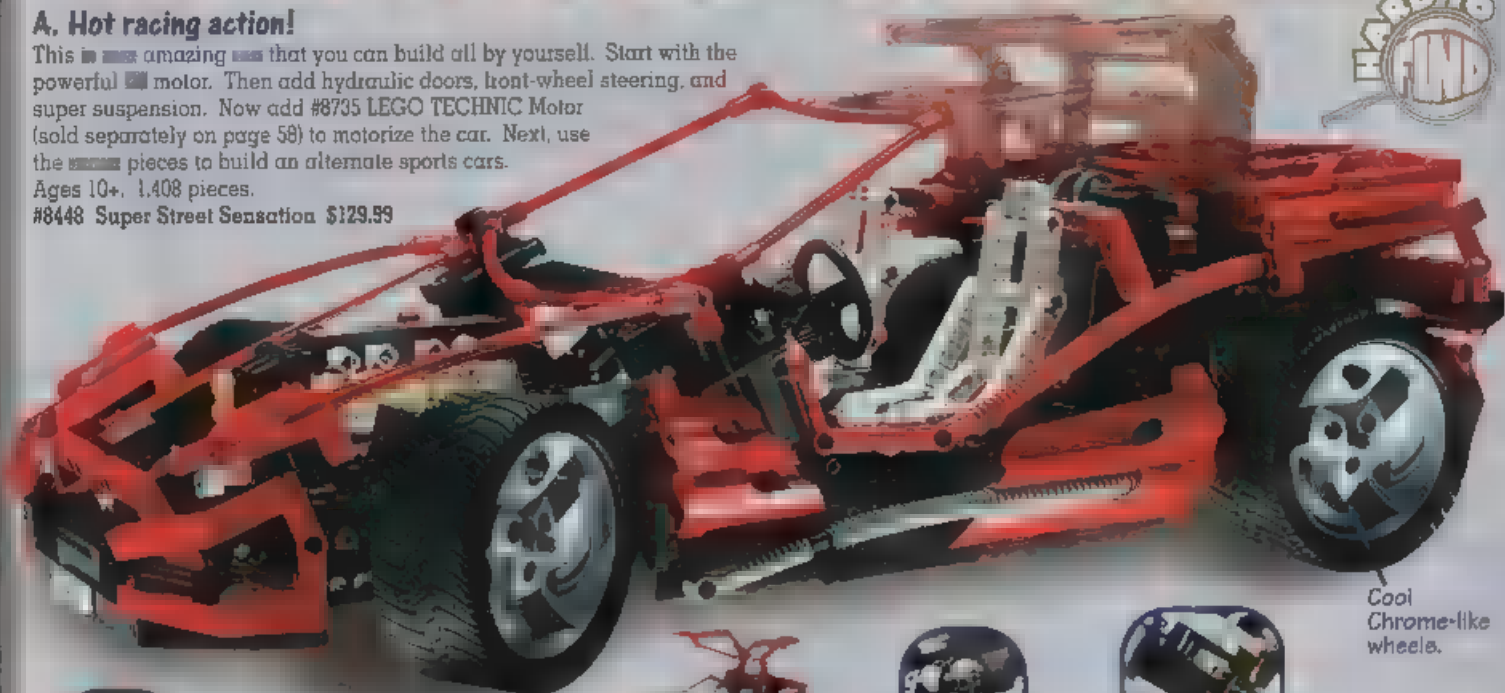 A. Hot racing action!
This is amazing that you can build all by yourself. Start with the
powerful motor. Then add hydraulic doors, front-wheel steering, and
super suspension. Now add #8735 LEGO TECHNIC Motor
(sold separately on page 58) to motorize the car. Next, use
the pieces to build an alternate sports cars.
Ages 10+. 1,408 pieces.
#8448 Super Street Sensation $129.99
HARD TO
FIND
Cool
Chrome-like
wheels.